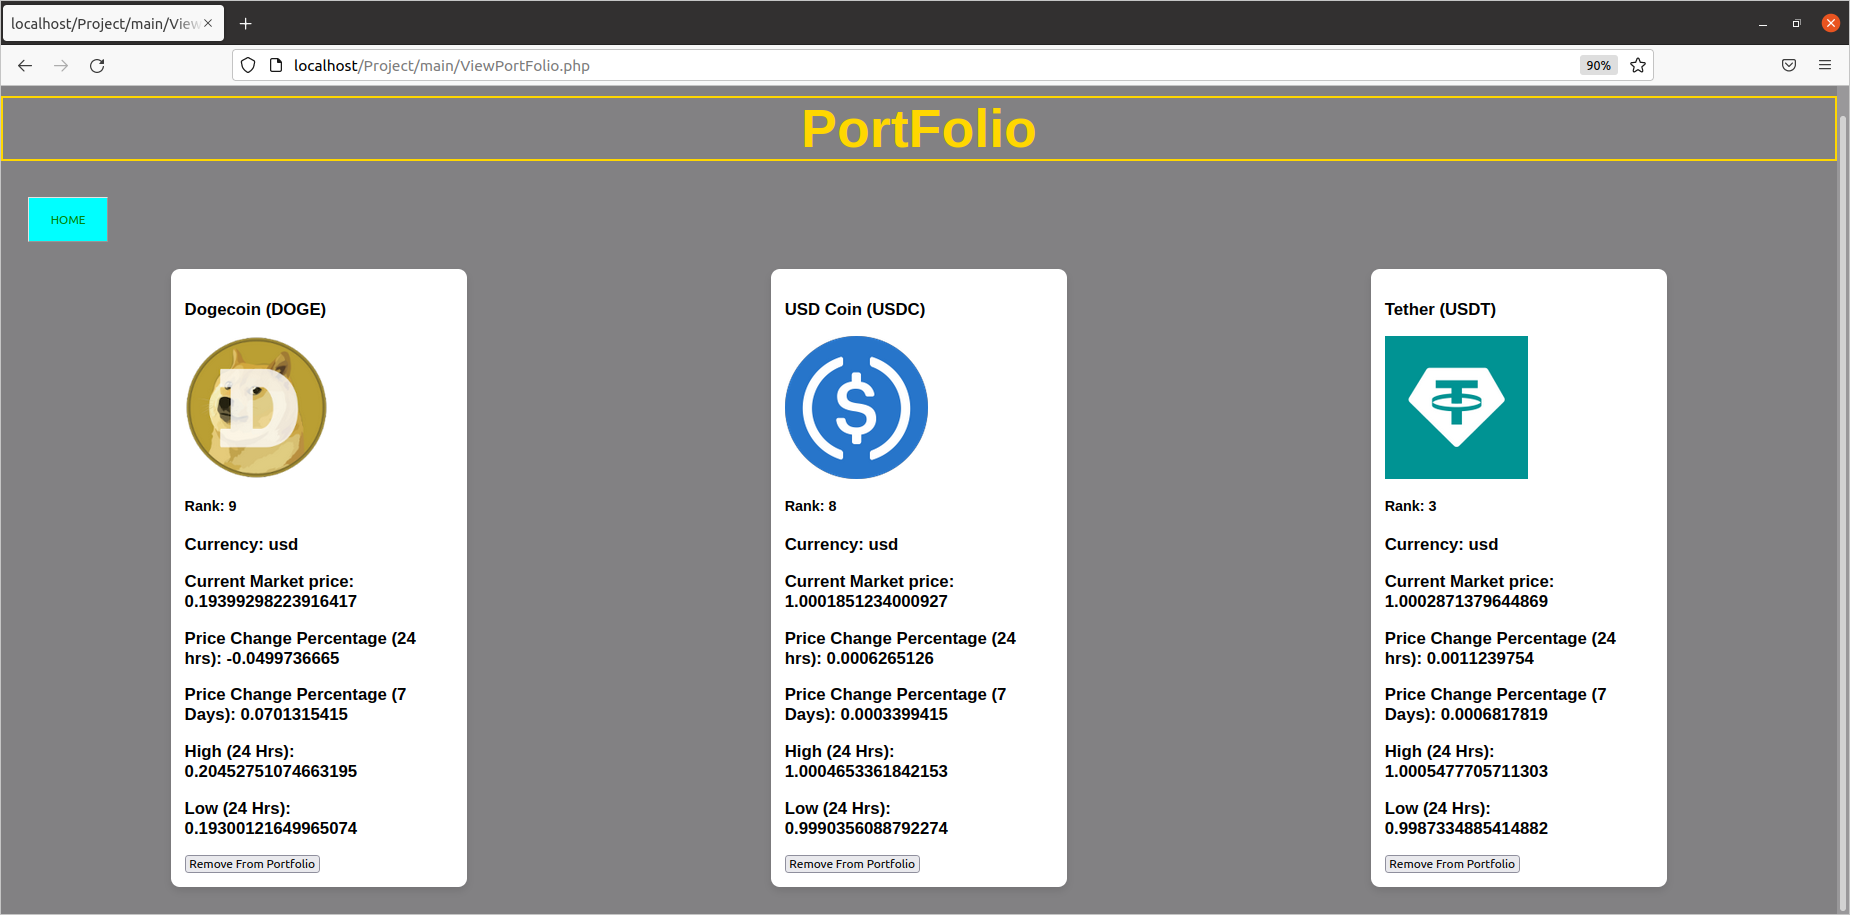 localhost/Project/main/View
localhost/Project/main/ViewPortFolio.php
90%
PortFolio
HOME
Dogecoin (DOGE)
D
Rank: 9
Currency: usd
Current Market price:
0.19399298223916417
Price Change Percentage (24
hrs): -0.0499736665
Price Change Percentage (7
Days): 0.0701315415
High (24 Hrs):
0.20452751074663195
Low (24 Hrs):
0.19300121649965074
Remove From Portfolio
USD Coin (USDC)
$
Rank: 8
Currency: usd
Current Market price:
1.0001851234000927
Price Change Percentage (24
hrs): 0.0006265126
Price Change Percentage (7
Days): 0.0003399415
High (24 Hrs):
1.0004653361842153
Low (24 Hrs):
0.9990356088792274
Remove From Portfolio
Tether (USDT)
Rank: 3
Currency: usd
Current Market price:
1.0002871379644869
Price Change Percentage (24
hrs): 0.0011239754
Price Change Percentage (7
Days): 0.0006817819
High (24 Hrs):
1.0005477705711303
Low (24 Hrs):
0.9987334885414882
Remove From Portfolio